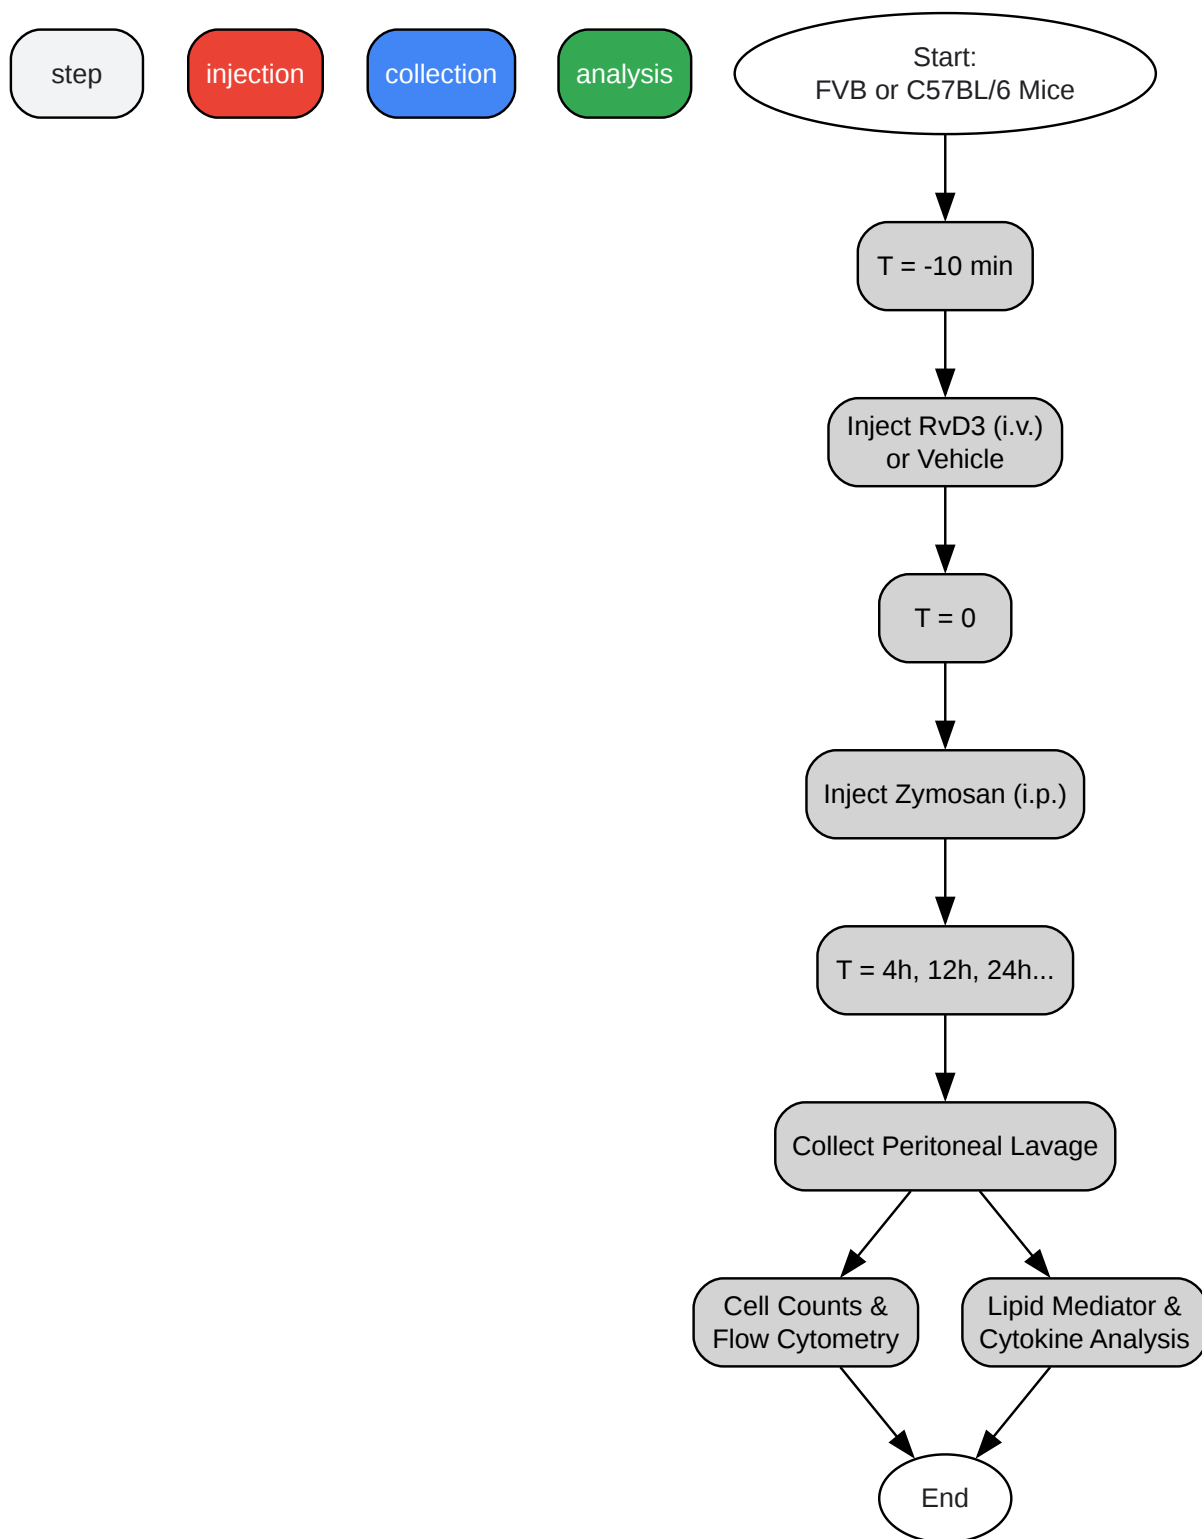 step
injection
collection
analysis
Start:
FVB or C57BL/6 Mice
T = -10 min
Inject RvD3 (i.v.)
or Vehicle
T = 0
Inject Zymosan (i.p.)
T = 4h, 12h, 24h...
Collect Peritoneal Lavage
Cell Counts &
Flow Cytometry
Lipid Mediator &
Cytokine Analysis
End